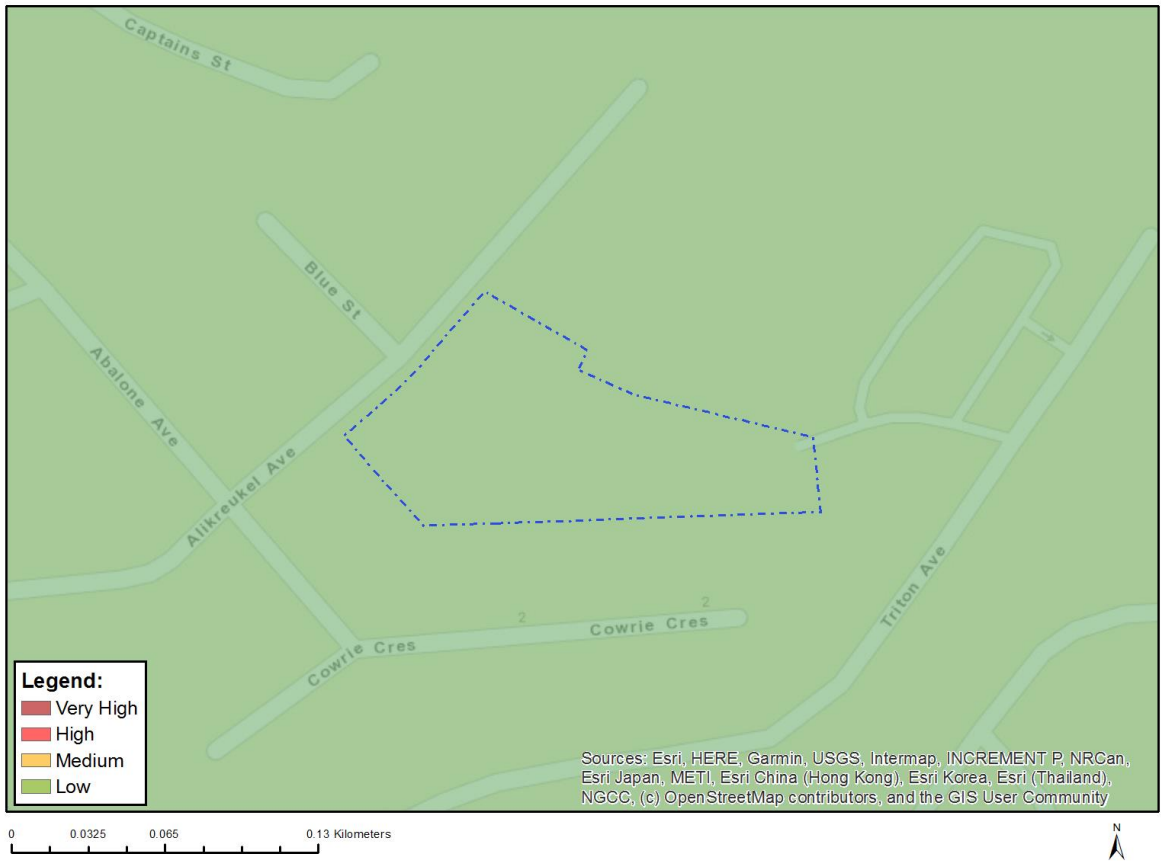 Captains St
Blue St
Abalone Ave
Alikreukel Ave
Triton Ave
2
2
Cowrie Cres
Cowrie Cres
Legend:
Very High
High
Medium
Low
Sources: Esri, HERE, Garmin, USGS, Intermap, INCREMENT P, NRCan,
Esri Japan, METI, Esri China (Hong Kong), Esri Korea, Esri (Thailand),
NGCC, (c) OpenStreetMap contributors, and the GIS User Community
0 0.0325 0.065 0.13 Kilometers
N